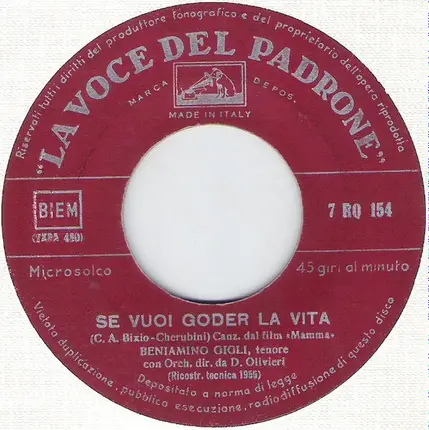 Riservati tutti i diritti del produttore fonografico e del proprietario dell'opera riprodotta
"LA VOCE DEL PADRONE"
MARCA DEPOS.
MADE IN ITALY
BIEM
7 RQ 154
Microsolco
45 giri al minuto
SE VUOI GODER LA VITA
(C. A. Bixio-Cherubini) Canz. dal film «Mamma»
BENIAMINO GIGLI, tenore
con Orch. dir. da D. Olivieri
(Ricostr. tecnica 1955)
Depositato a norma di legge
Vietata duplicazione, pubblica esecuzione, radiodiffusione di questo disco